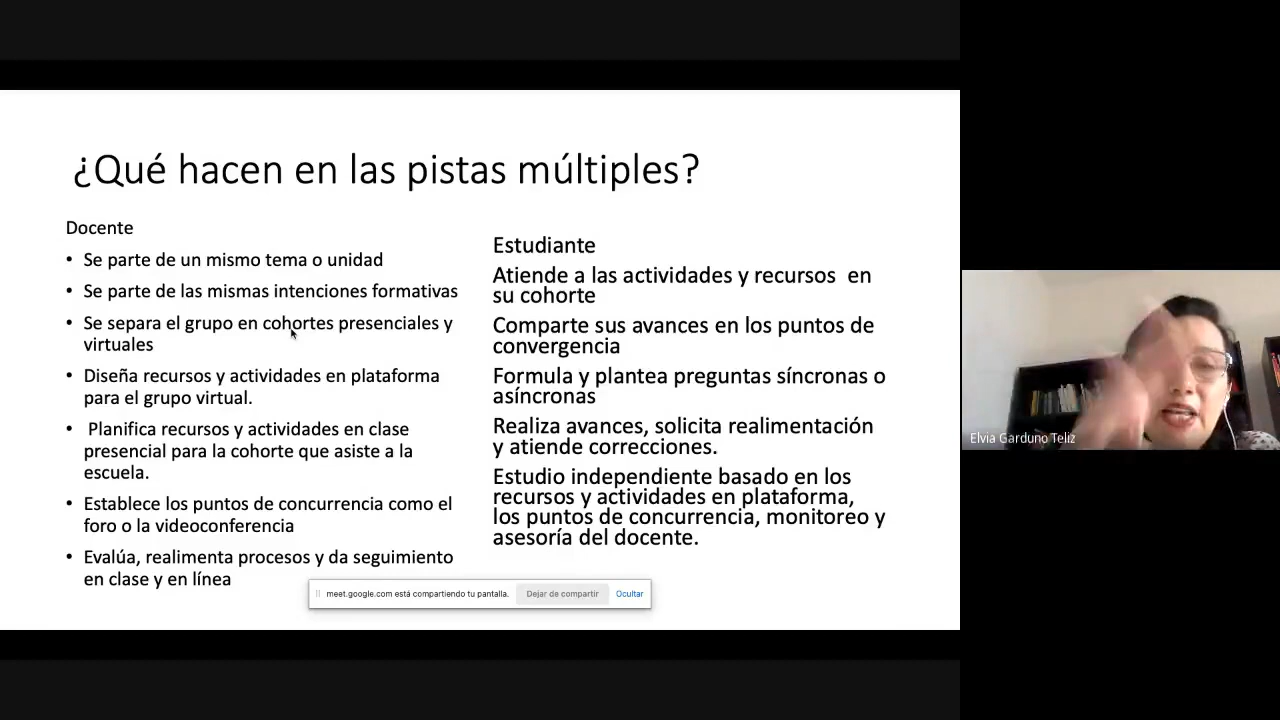 ¿Qué hacen en las pistas múltiples?
Docente
• Se parte de un mismo tema o unidad
• Se parte de las mismas intenciones formativas
• Se separa el grupo en cohortes presenciales y
virtuales
• Diseña recursos y actividades en plataforma
para el grupo virtual.
• Planifica recursos y actividades en clase
presencial para la cohorte que asiste a la
escuela.
• Establece los puntos de concurrencia como el
foro o la videoconferencia
• Evalúa, realimenta procesos y da seguimiento
en clase y en línea
Estudiante
Atiende a las actividades y recursos en
su cohorte
Comparte sus avances en los puntos de
convergencia
Formula y plantea preguntas síncronas o
asíncronas
Realiza avances, solicita realimentación
y atiende correcciones.
Estudio independiente basado en los
recursos y actividades en plataforma,
los puntos de concurrencia, monitoreo y
asesoría del docente.
meet.google.com está compartiendo tu pantalla. Dejar de compartir Ocultar
Elvia Garduno Teliz